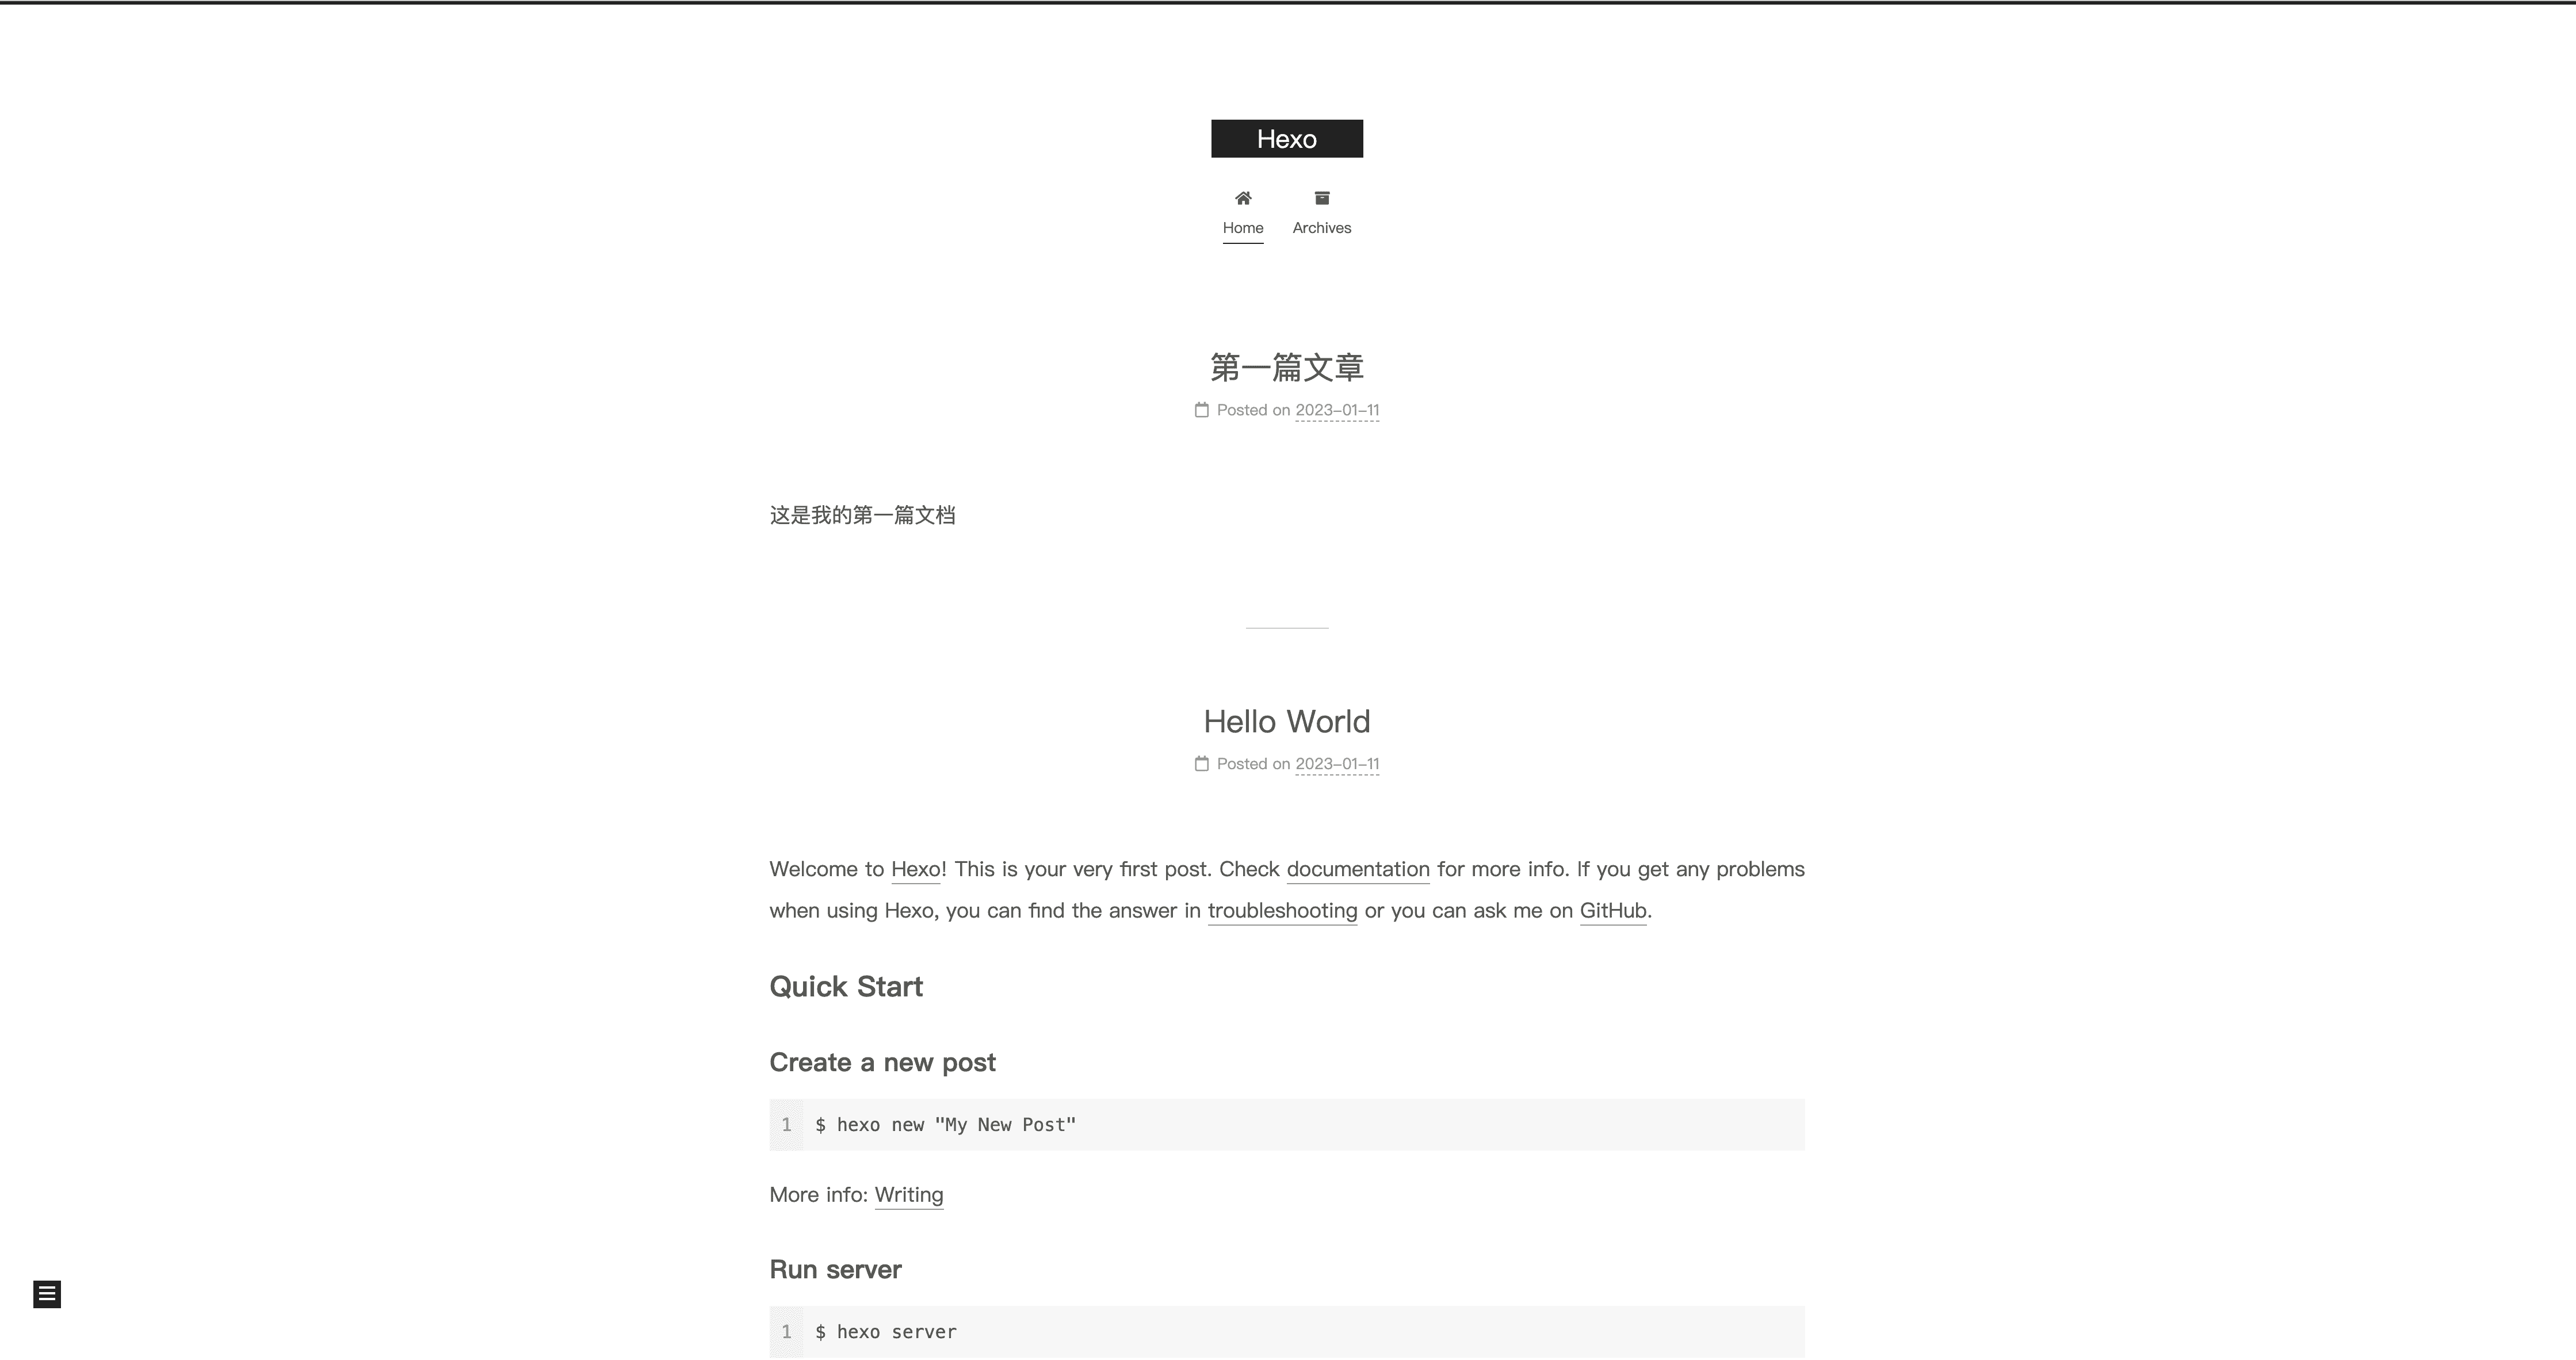 Hexo
Home
Archives
第一篇文章
Posted on 2023-01-11
这是我的第一篇文档
Hello World
Posted on 2023-01-11
Welcome to Hexo! This is your very first post. Check documentation for more info. If you get any problems
when using Hexo, you can find the answer in troubleshooting or you can ask me on GitHub.
Quick Start
Create a new post
1 $ hexo new "My New Post"
More info: Writing
Run server
1 $ hexo server